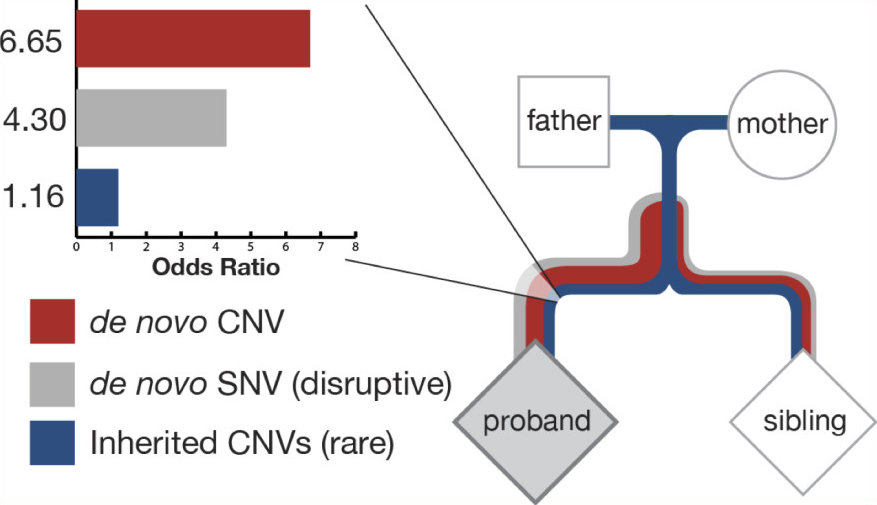 6.65
4.30
1.16
0 1 2 3 4 5 6 7 8
Odds Ratio
de novo CNV
de novo SNV (disruptive)
Inherited CNVs (rare)
father
mother
proband
sibling